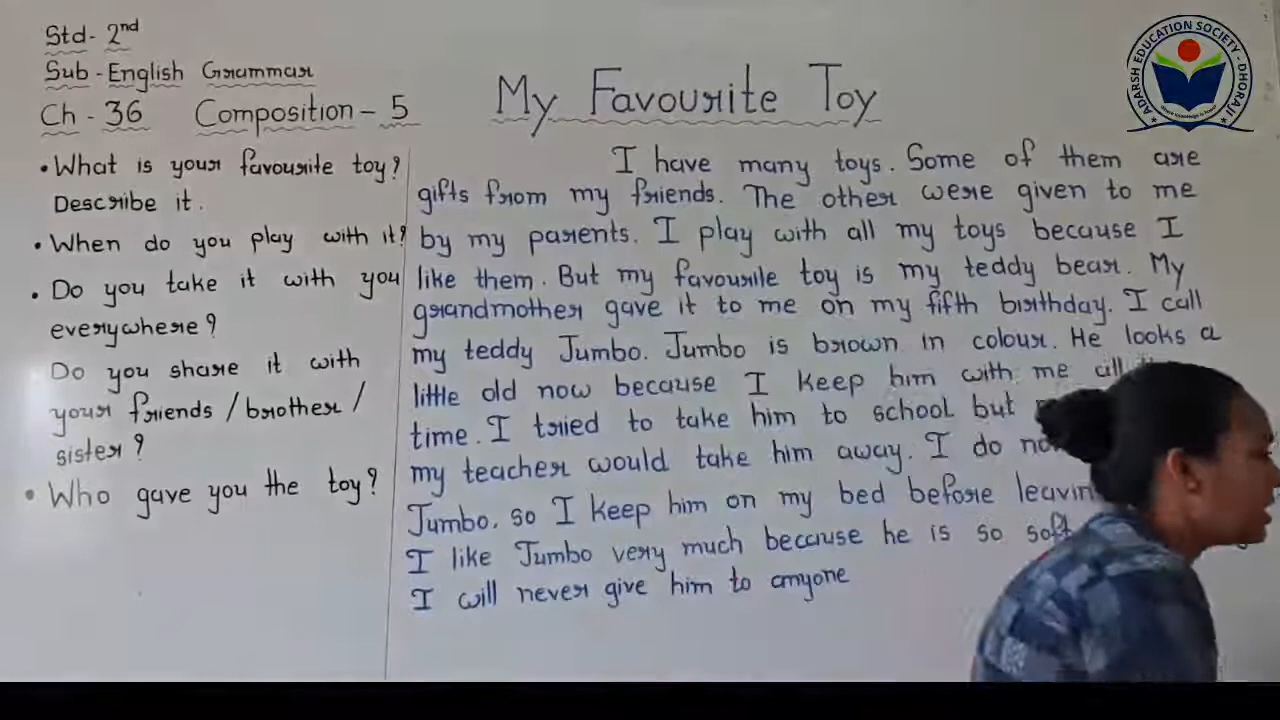 Std- 2nd
Sub - English Grammar
Ch - 36 Composition - 5
• What is your favourite toy?
Describe it.
• When do you play with it?
• Do you take it with you
everywhere?
Do you share it with
your friends / brother /
sister?
• Who gave you the toy?
My Favourite Toy
I have many toys. Some of them are
gifts from my friends. The other were given to me
by my parents. I play with all my toys because I
like them. But my favourite toy is my teddy bear. My
grandmother gave it to me on my fifth birthday. I call
my teddy Jumbo. Jumbo is brown in colour. He looks a
little old now because I keep him with me all
time. I tried to take him to school but
my teacher would take him away. I do
Jumbo, so I keep him on my bed before
I like Jumbo very much because he is so soft
I will never give him to anyone
ADARSH EDUCATION SOCIETY - DHORAJI